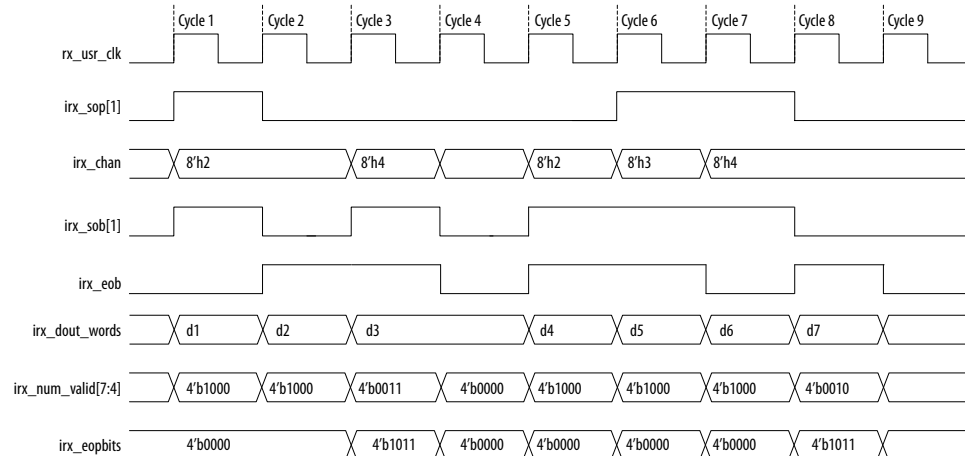 Cycle 1 Cycle 2 Cycle 3 Cycle 4 Cycle 5 Cycle 6 Cycle 7 Cycle 8 Cycle 9
rx_usr_clk
irx_sop[1]
irx_chan 8’h2 8’h4 8’h2 8’h3 8’h4
irx_sob[1]
irx_eob
irx_dout_words d1 d2 d3 d4 d5 d6 d7
irx_num_valid[7:4] 4’b1000 4’b1000 4’b0011 4’b0000 4’b1000 4’b1000 4’b1000 4’b0010
irx_eopbits 4’b0000 4’b1011 4’b0000 4’b0000 4’b0000 4’b0000 4’b1011